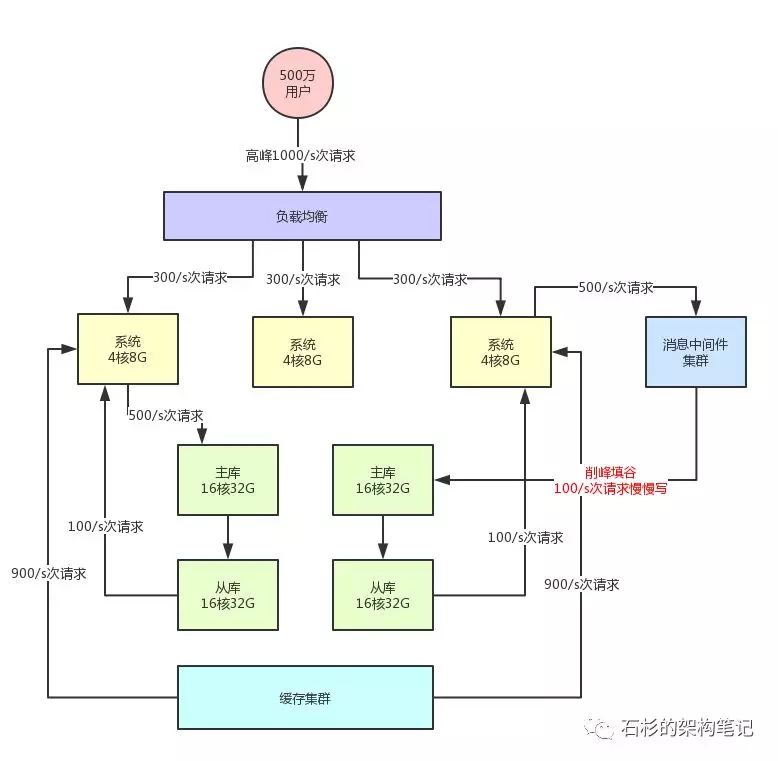 500万
用户
高峰1000/s次请求
负载均衡
300/s次请求
300/s次请求
300/s次请求
500/s次请求
系统
4核8G
系统
4核8G
系统
4核8G
消息中间件
集群
500/s次请求
主库
16核32G
主库
16核32G
削峰填谷
100/s次请求慢慢写
100/s次请求
100/s次请求
900/s次请求
900/s次请求
从库
16核32G
从库
16核32G
缓存集群
石杉的架构笔记